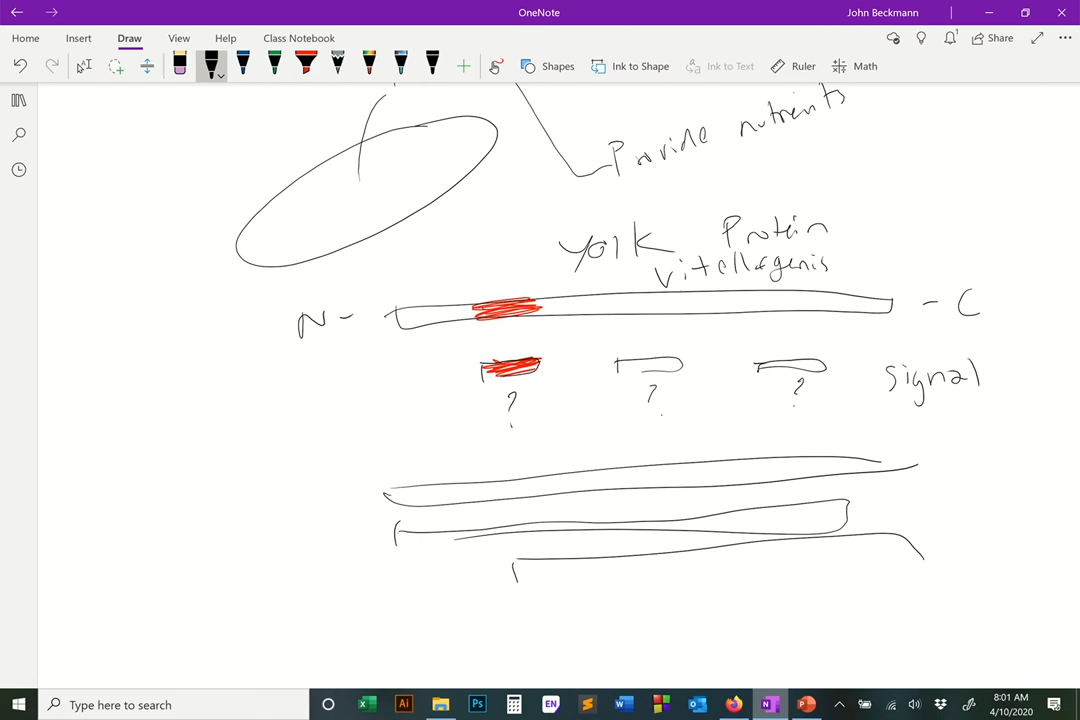 OneNote
John Beckmann
Home Insert Draw View Help Class Notebook
Share
Shapes Ink to Shape Ink to Text Ruler Math
Provide nutrients
Yolk Protein
vitellogenis
N - - C
signal
? ? ?
Type here to search
EN
8:01 AM
4/10/2020